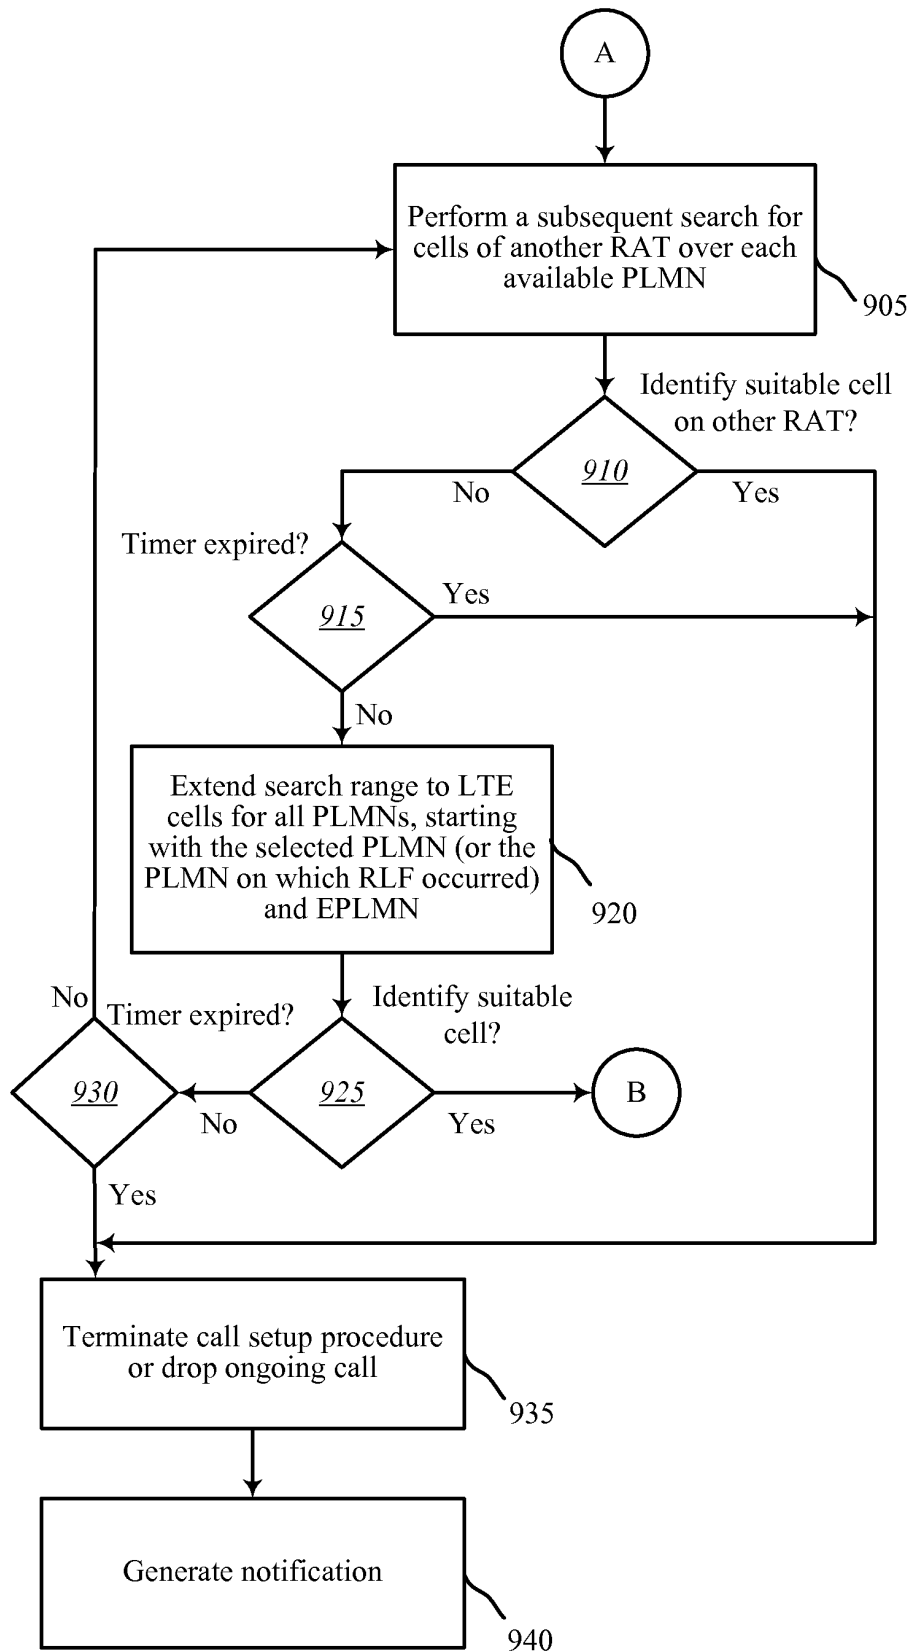 A
Perform a subsequent search for
cells of another RAT over each
available PLMN
905
Identify suitable cell
on other RAT?
910
No
Yes
Timer expired?
915
Yes
No
Extend search range to LTE
cells for all PLMNs, starting
with the selected PLMN (or the
PLMN on which RLF occurred)
and EPLMN
920
No
Timer expired?
Identify suitable
cell?
930
925
B
No
Yes
Yes
Terminate call setup procedure
or drop ongoing call
935
Generate notification
940